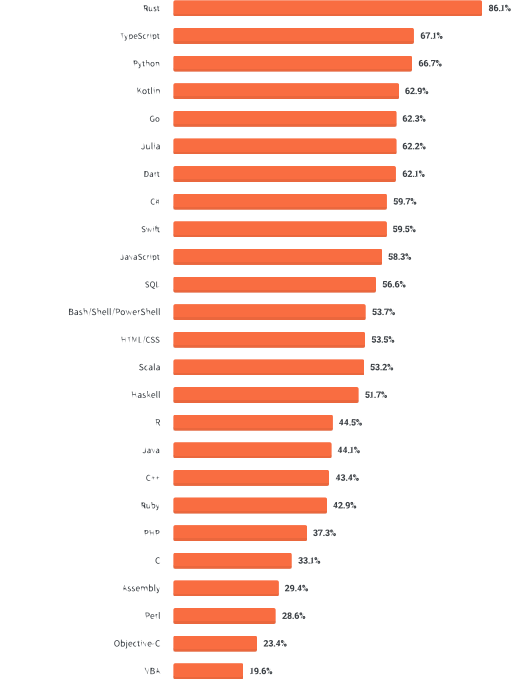 Rust 86.1%
TypeScript 67.1%
Python 66.7%
Kotlin 62.9%
Go 62.3%
Julia 62.2%
Dart 62.1%
C# 59.7%
Swift 59.5%
JavaScript 58.3%
SQL 56.6%
Bash/Shell/PowerShell 53.7%
HTML/CSS 53.5%
Scala 53.2%
Haskell 51.7%
R 44.5%
Java 44.1%
C++ 43.4%
Ruby 42.9%
PHP 37.3%
C 33.1%
Assembly 29.4%
Perl 28.6%
Objective-C 23.4%
VBA 19.6%